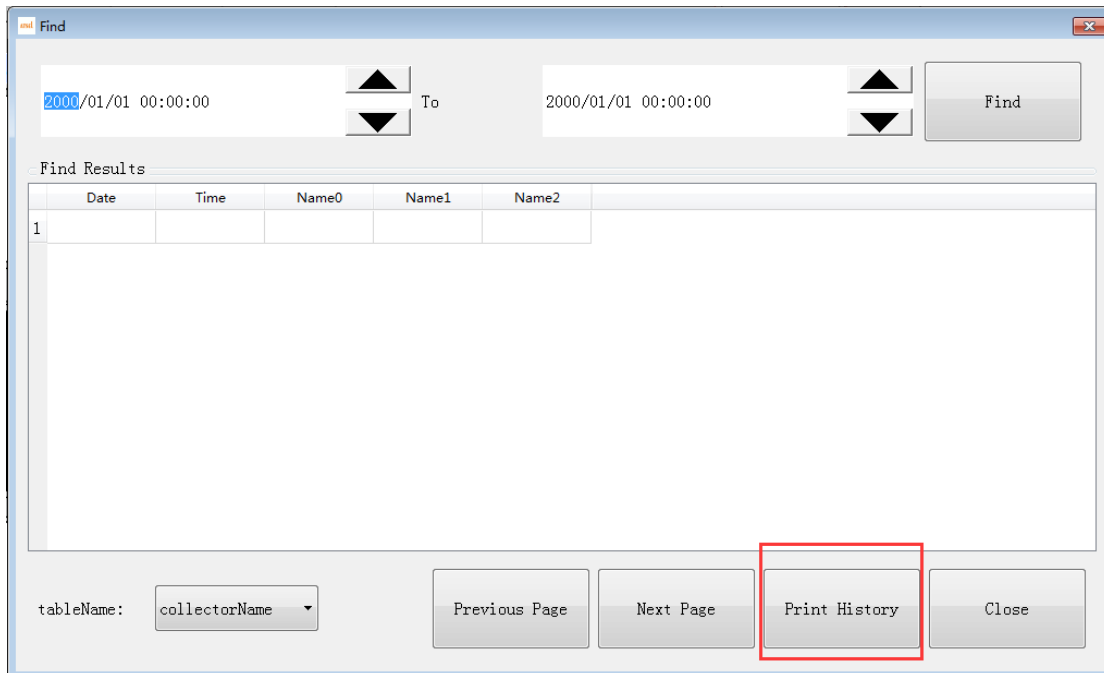 Find
2000/01/01 00:00:00 To 2000/01/01 00:00:00 Find
Find Results
Date Time Name0 Name1 Name2
1
tableName: collectorName Previous Page Next Page Print History Close